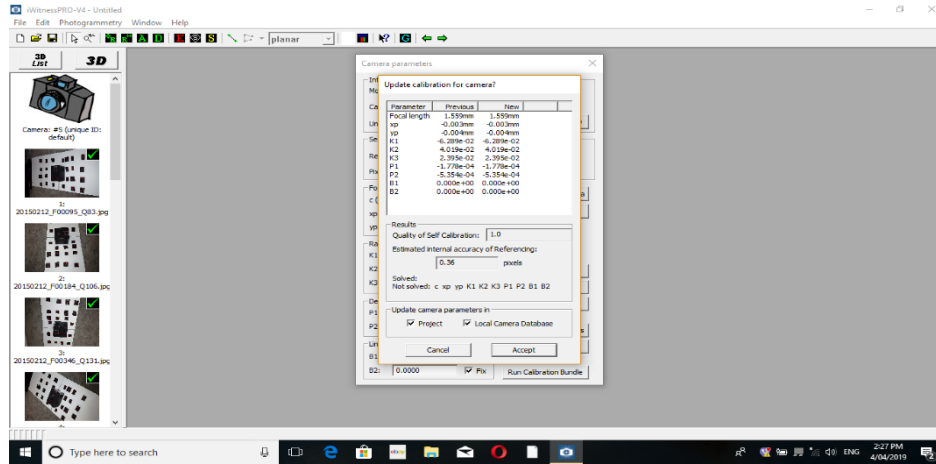 iWitnessPRO-V4 - Untitled
File Edit Photogrammetry Window Help
planar
3D List 3D
Camera: #5 (unique ID: default)
1:
20150212_F00095_Q83.jpg
2:
20150212_F00184_Q106.jpg
3:
20150212_F00346_Q131.jpg
Camera parameters
Update calibration for camera?
Parameter Previous New
Focal length 1.559mm 1.559mm
xp -0.003mm -0.003mm
yp -0.004mm -0.004mm
K1 -6.289e-02 -6.289e-02
K2 4.019e-02 4.019e-02
K3 2.395e-02 2.395e-02
P1 -1.778e-04 -1.778e-04
P2 -5.354e-04 -5.354e-04
B1 0.000e+00 0.000e+00
B2 0.000e+00 0.000e+00
Results
Quality of Self Calibration: 1.0
Estimated internal accuracy of Referencing:
0.36 pixels
Solved:
Not solved: c xp yp K1 K2 K3 P1 P2 B1 B2
Update camera parameters in
Project Local Camera Database
Cancel Accept
B2: 0.0000 Fix Run Calibration Bundle
Type here to search
ENG
2:27 PM
4/04/2019